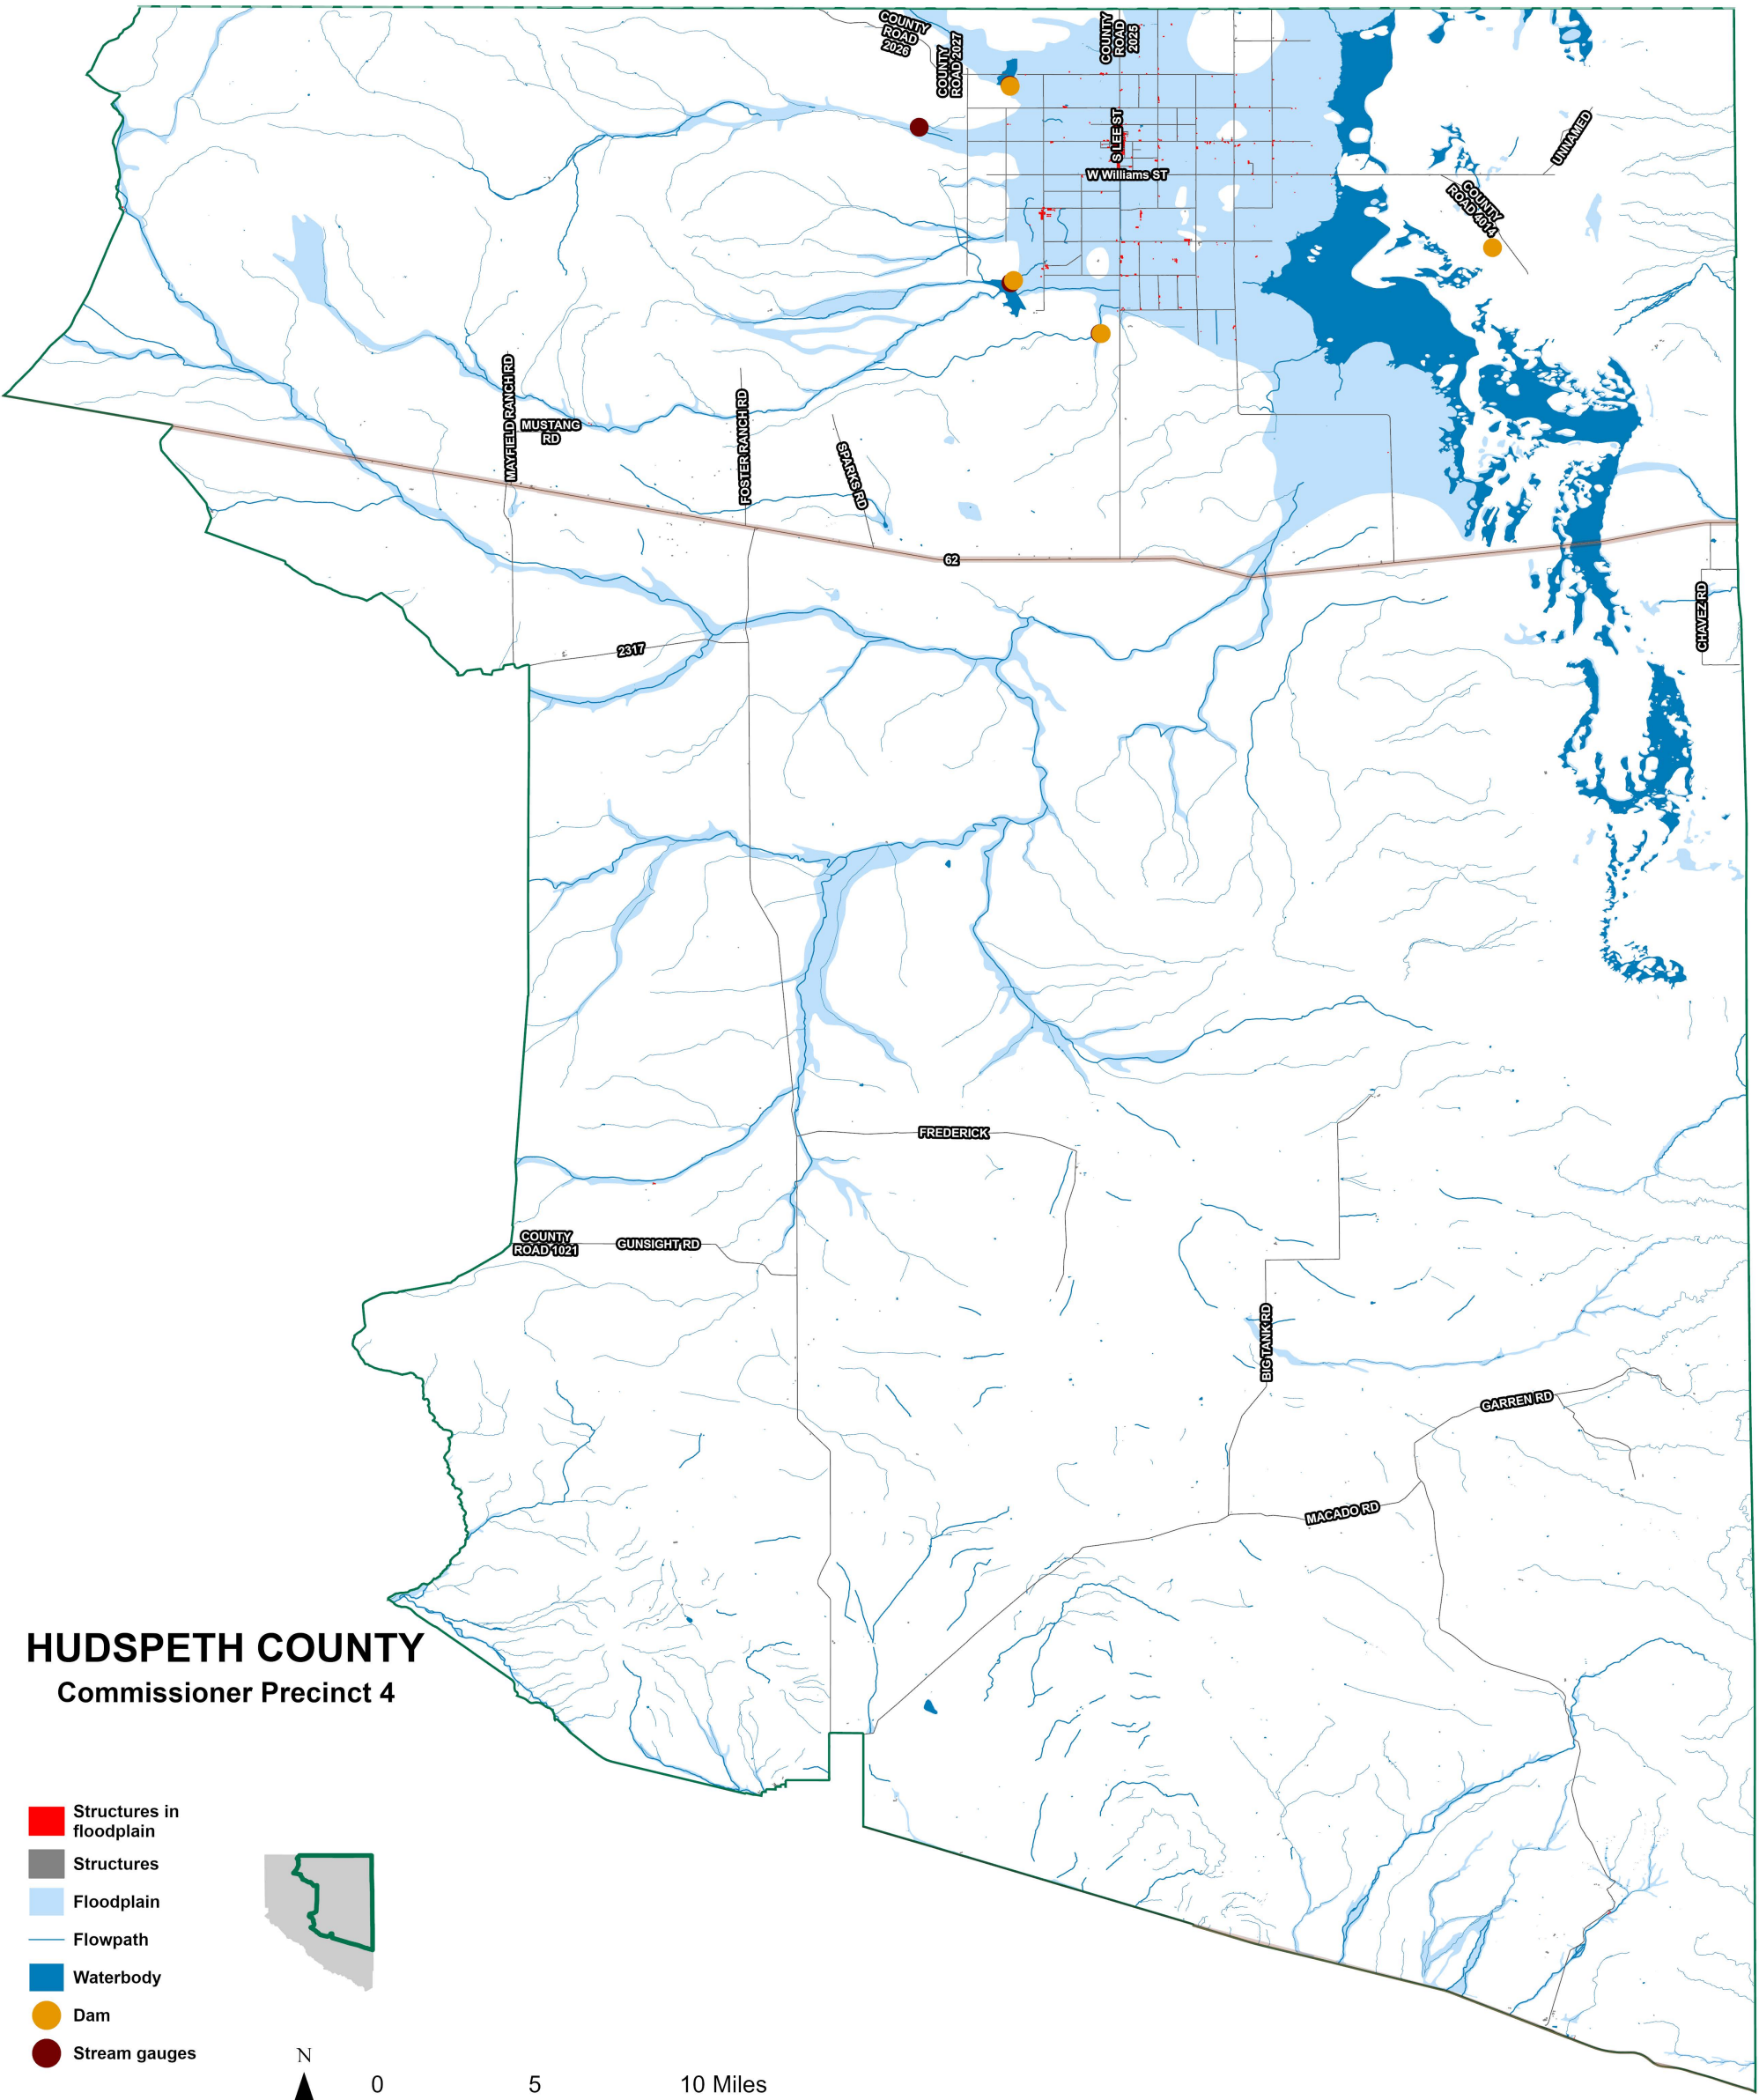 COUNTY
ROAD
2026
COUNTY
ROAD 2027
COUNTY
ROAD
2025
S LEE ST
W Williams ST
UNNAMED
COUNTY
ROAD 4014
MAYFIELD RANCH RD
MUSTANG
RD
FOSTER RANCH RD
SPARKS RD
62
CHAVEZ RD
2317
FREDERICK
COUNTY
ROAD 1021
GUNSIGHT RD
BIG TANK RD
GARREN RD
MACADO RD
HUDSPETH COUNTY
Commissioner Precinct 4
Structures in
floodplain
Structures
Floodplain
Flowpath
Waterbody
Dam
Stream gauges
N
0 5 10 Miles